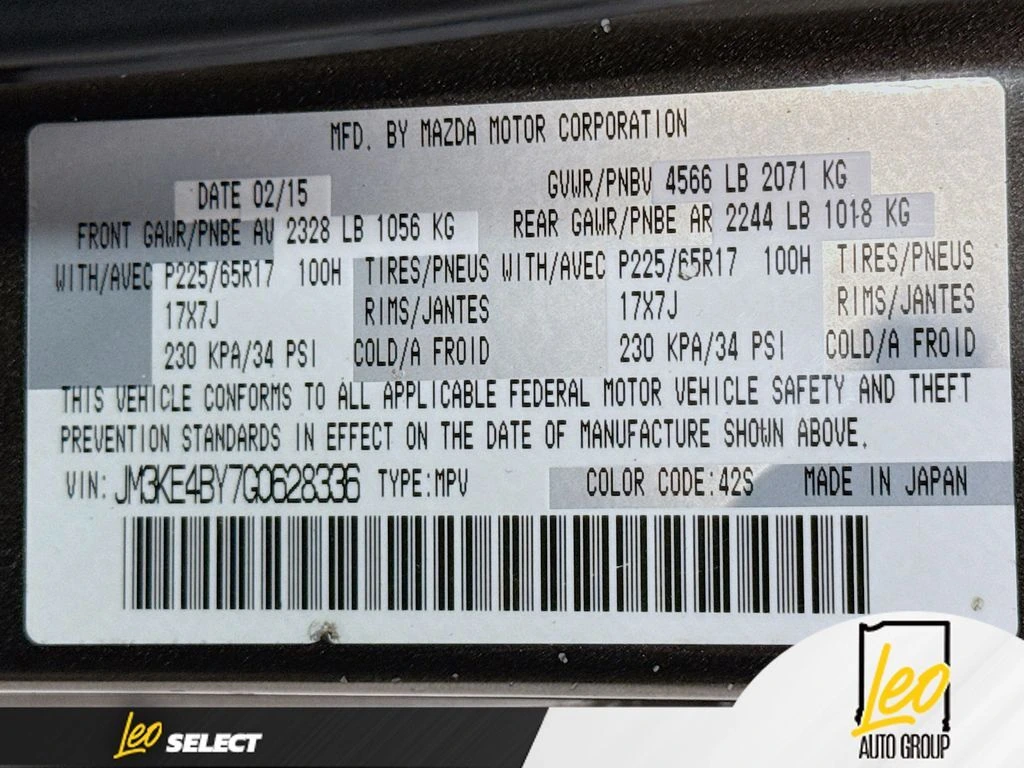 MFD. BY MAZDA MOTOR CORPORATION
DATE 02/15 GVWR/PNBV 4566 LB 2071 KG
FRONT GAWR/PNBE AV 2328 LB 1056 KG REAR GAWR/PNBE AR 2244 LB 1018 KG
WITH/AVEC P225/65R17 100H TIRES/PNEUS WITH/AVEC P225/65R17 100H TIRES/PNEUS
17X7J RIMS/JANTES 17X7J RIMS/JANTES
230 KPA/34 PSI COLD/A FROID 230 KPA/34 PSI COLD/A FROID
THIS VEHICLE CONFORMS TO ALL APPLICABLE FEDERAL MOTOR VEHICLE SAFETY AND THEFT
PREVENTION STANDARDS IN EFFECT ON THE DATE OF MANUFACTURE SHOWN ABOVE.
VIN: JM3KE4BY7G0628336 TYPE:MPV COLOR CODE:42S MADE IN JAPAN
Leo SELECT
Leo
AUTO GROUP